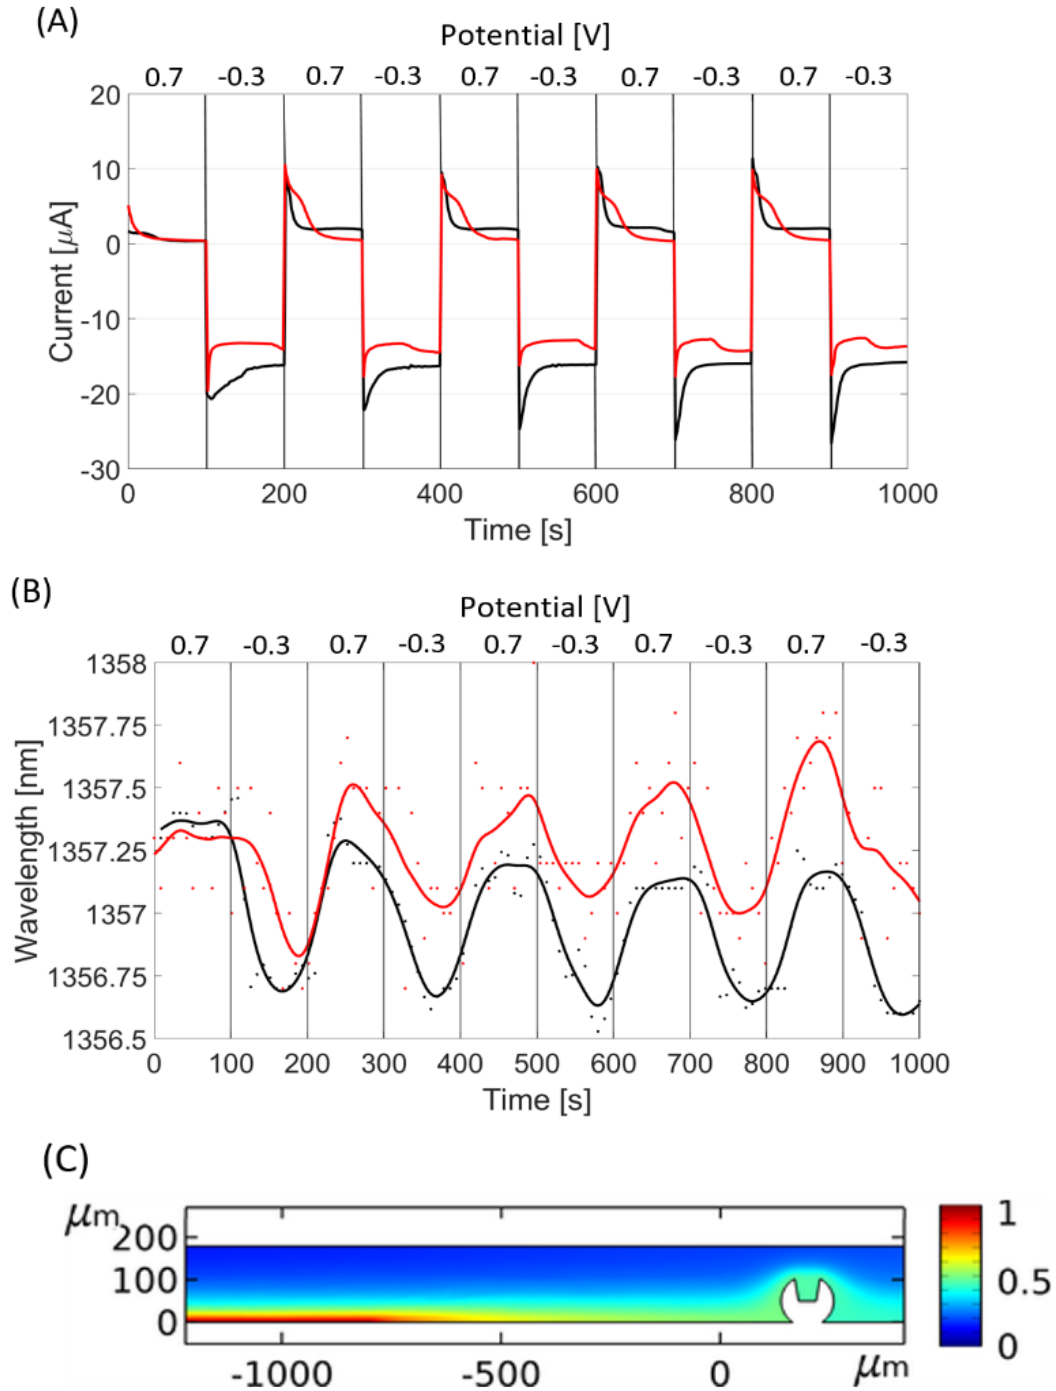 (A)
Potential [V]
0.7 -0.3 0.7 -0.3 0.7 -0.3 0.7 -0.3 0.7 -0.3
20
10
0
-10
-20
-30
Current [μA]
0 200 400 600 800 1000
Time [s]
(B)
Potential [V]
0.7 -0.3 0.7 -0.3 0.7 -0.3 0.7 -0.3 0.7 -0.3
1358
1357.75
1357.5
1357.25
1357
1356.75
1356.5
Wavelength [nm]
0 100 200 300 400 500 600 700 800 900 1000
Time [s]
(C)
μm
200
100
0
-1000 -500 0 μm
1
0.5
0